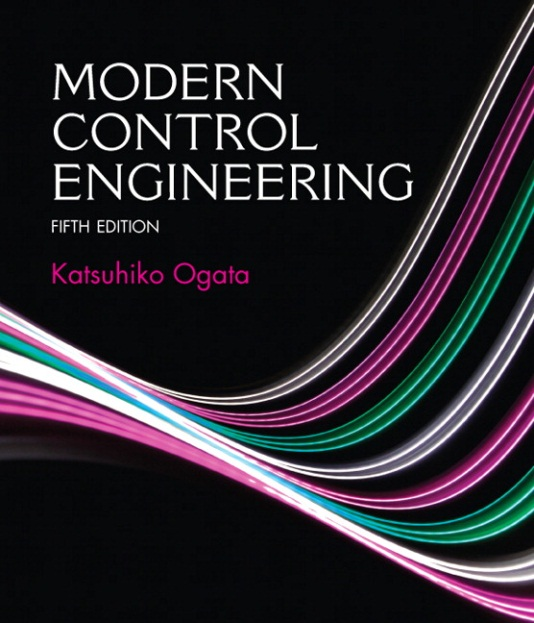 MODERN
CONTROL
ENGINEERING
FIFTH EDITION
Katsuhiko Ogata